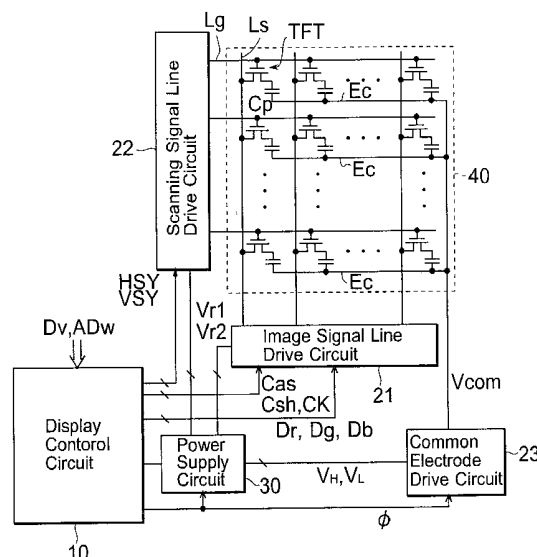 Lg Ls TFT
Cp Ec
Ec
Ec
22
Scanning Signal Line
Drive Circuit
40
HSY
VSY
Vr1
Vr2
Dv,ADw
Image Signal Line
Drive Circuit
21
Vcom
Cas
Csh,CK
Dr, Dg, Db
Display
Contorol
Circuit
10
Power
Supply
Circuit
30
VH,VL
Common
Electrode
Drive Circuit
23
ϕ